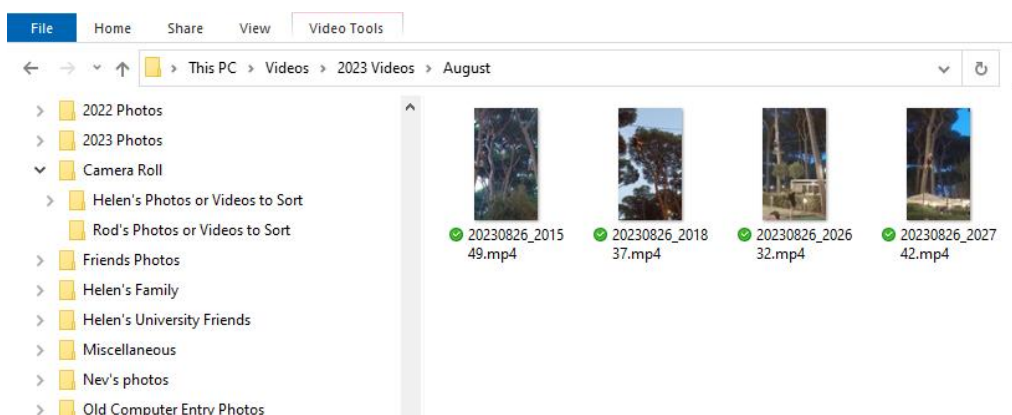 File Home Share View Video Tools
This PC > Videos > 2023 Videos > August
2022 Photos
2023 Photos
Camera Roll
Helen's Photos or Videos to Sort
Rod's Photos or Videos to Sort
Friends Photos
Helen's Family
Helen's University Friends
Miscellaneous
Nev's photos
Old Computer Entry Photos
20230826_2015
49.mp4
20230826_2018
37.mp4
20230826_2026
32.mp4
20230826_2027
42.mp4